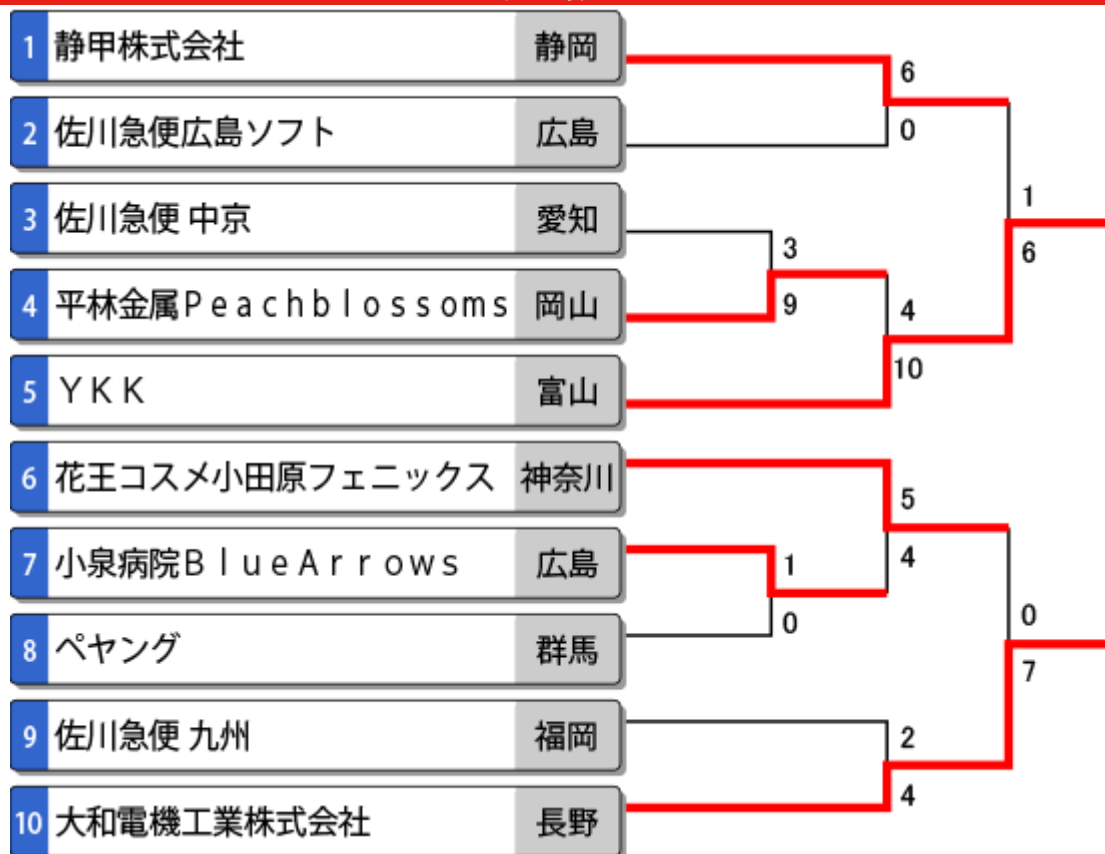 1 静甲株式会社 静岡
6
2 佐川急便広島ソフト 広島
0
1
3 佐川急便 中京 愛知
3
6
4 平林金属Ｐｅａｃｈｂｌｏｓｓｏｍｓ 岡山
9
4
5 ＹＫＫ 富山
10
6 花王コスメ小田原フェニックス 神奈川
5
7 小泉病院ＢｌｕｅＡｒｒｏｗｓ 広島
1
4
8 ペヤング 群馬
0
0
7
9 佐川急便 九州 福岡
2
10 大和電機工業株式会社 長野
4